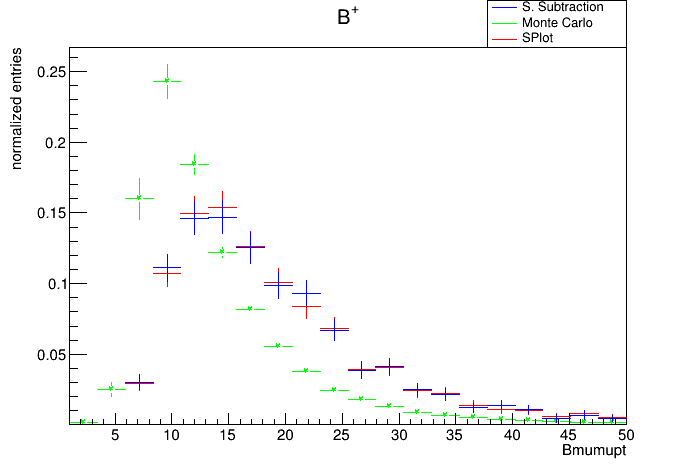 B+
S. Subtraction
Monte Carlo
SPlot
normalized entries
0.25
0.2
0.15
0.1
0.05
5 10 15 20 25 30 35 40 45 50
Bmumupt